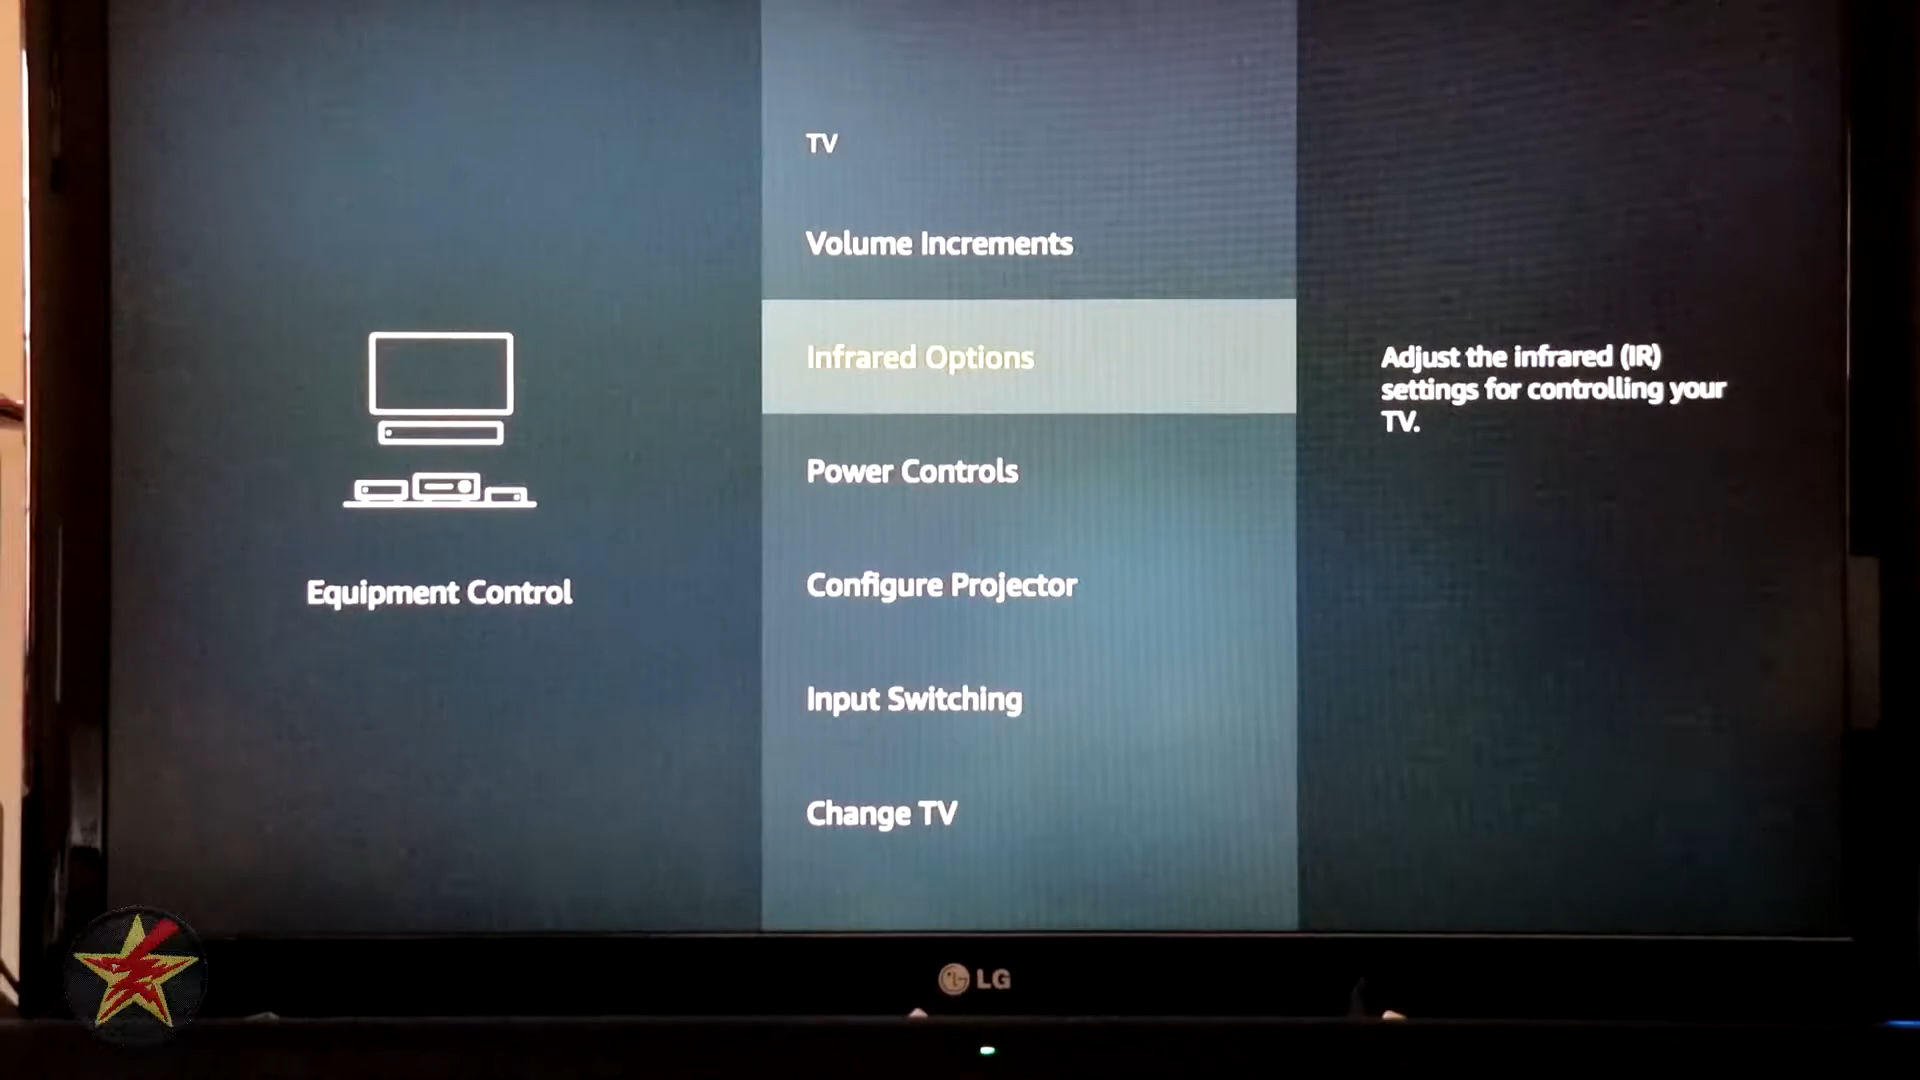 TV
Volume Increments
Infrared Options
Power Controls
Configure Projector
Input Switching
Change TV
Equipment Control
Adjust the infrared (IR)
settings for controlling your
TV.
LG